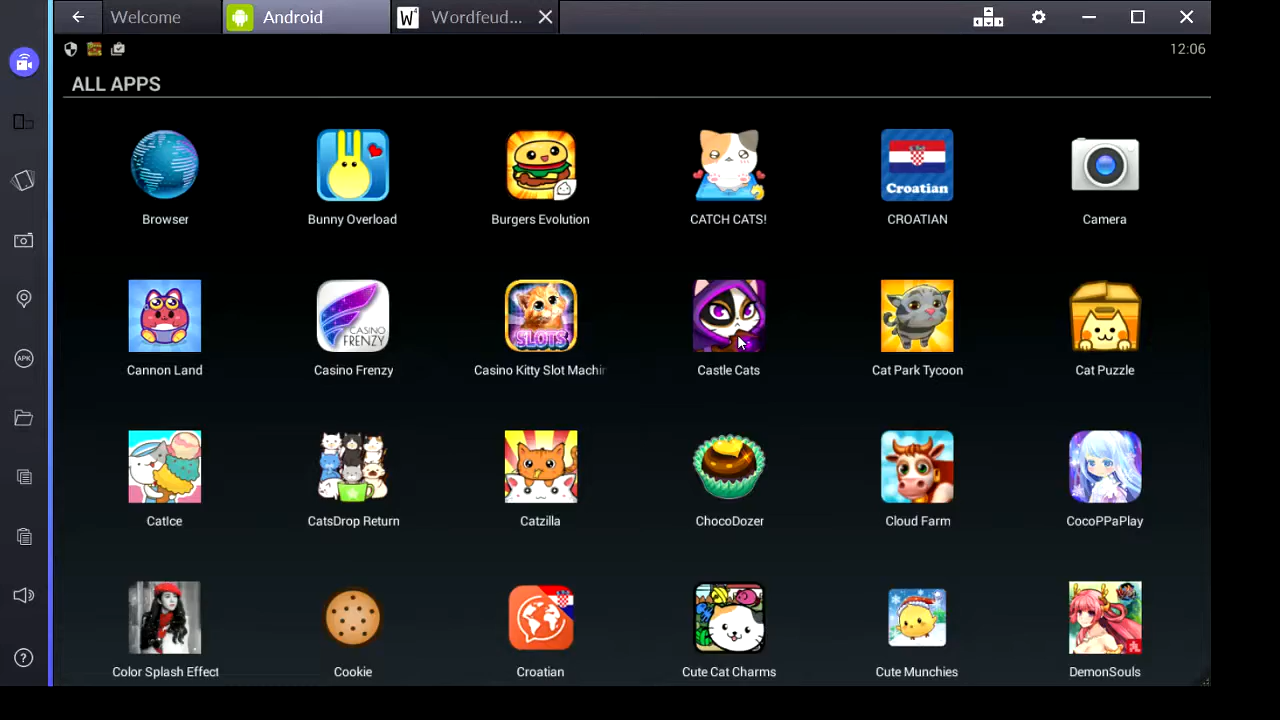 Welcome
Android
W
Wordfeud...
12:06
ALL APPS
Croatian
Browser
Bunny Overload
Burgers Evolution
CATCH CATS!
CROATIAN
Camera
CASINO
FRENZY
SLOTS
Cannon Land
Casino Frenzy
Casino Kitty Slot Machin
Castle Cats
Cat Park Tycoon
Cat Puzzle
CatIce
CatsDrop Return
Catzilla
ChocoDozer
Cloud Farm
CocoPPaPlay
Color Splash Effect
Cookie
Croatian
Cute Cat Charms
Cute Munchies
DemonSouls
APK